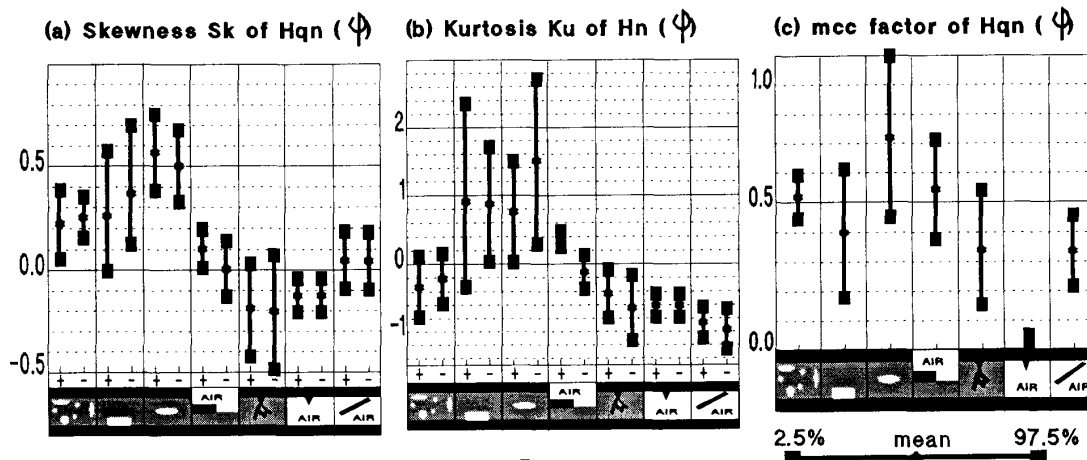 (a) Skewness Sk of Hqn (φ)
(b) Kurtosis Ku of Hn (φ)
(c) mcc factor of Hqn (φ)
0.5
0.0
-0.5
+ - + - + - + - + - + - + -
AIR
AIR
AIR
2
1
0
-1
+ - + - + - + - + - + - + -
AIR
AIR
AIR
1.0
0.5
0.0
AIR
AIR
AIR
2.5% mean 97.5%